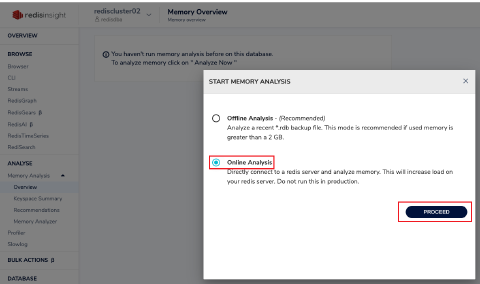 redisinsight
rediscluster02
redislbe
Memory Overview
Memory overview
OVERVIEW
BROWSE
Browser
CLI
Streams
RedisGraph
RedisGears β
RedisAI β
RedisTimeSeries
RediSearch
ANALYSE
Memory Analysis
Overview
Keyspace Summary
Recommendations
Memory Analyzer
Profiler
Slowlog
BULK ACTIONS β
DATABASE
You haven't run memory analysis before on this database.
To analyze memory click on " Analyze Now "
START MEMORY ANALYSIS
Offline Analysis - (Recommended)
Analyze a recent *.rdb backup file. This mode is recommended if used memory is
greater than a 2 GB.
Online Analysis
Directly connect to a redis server and analyze memory. This will increase load on
your redis server. Do not run this in production.
PROCEED